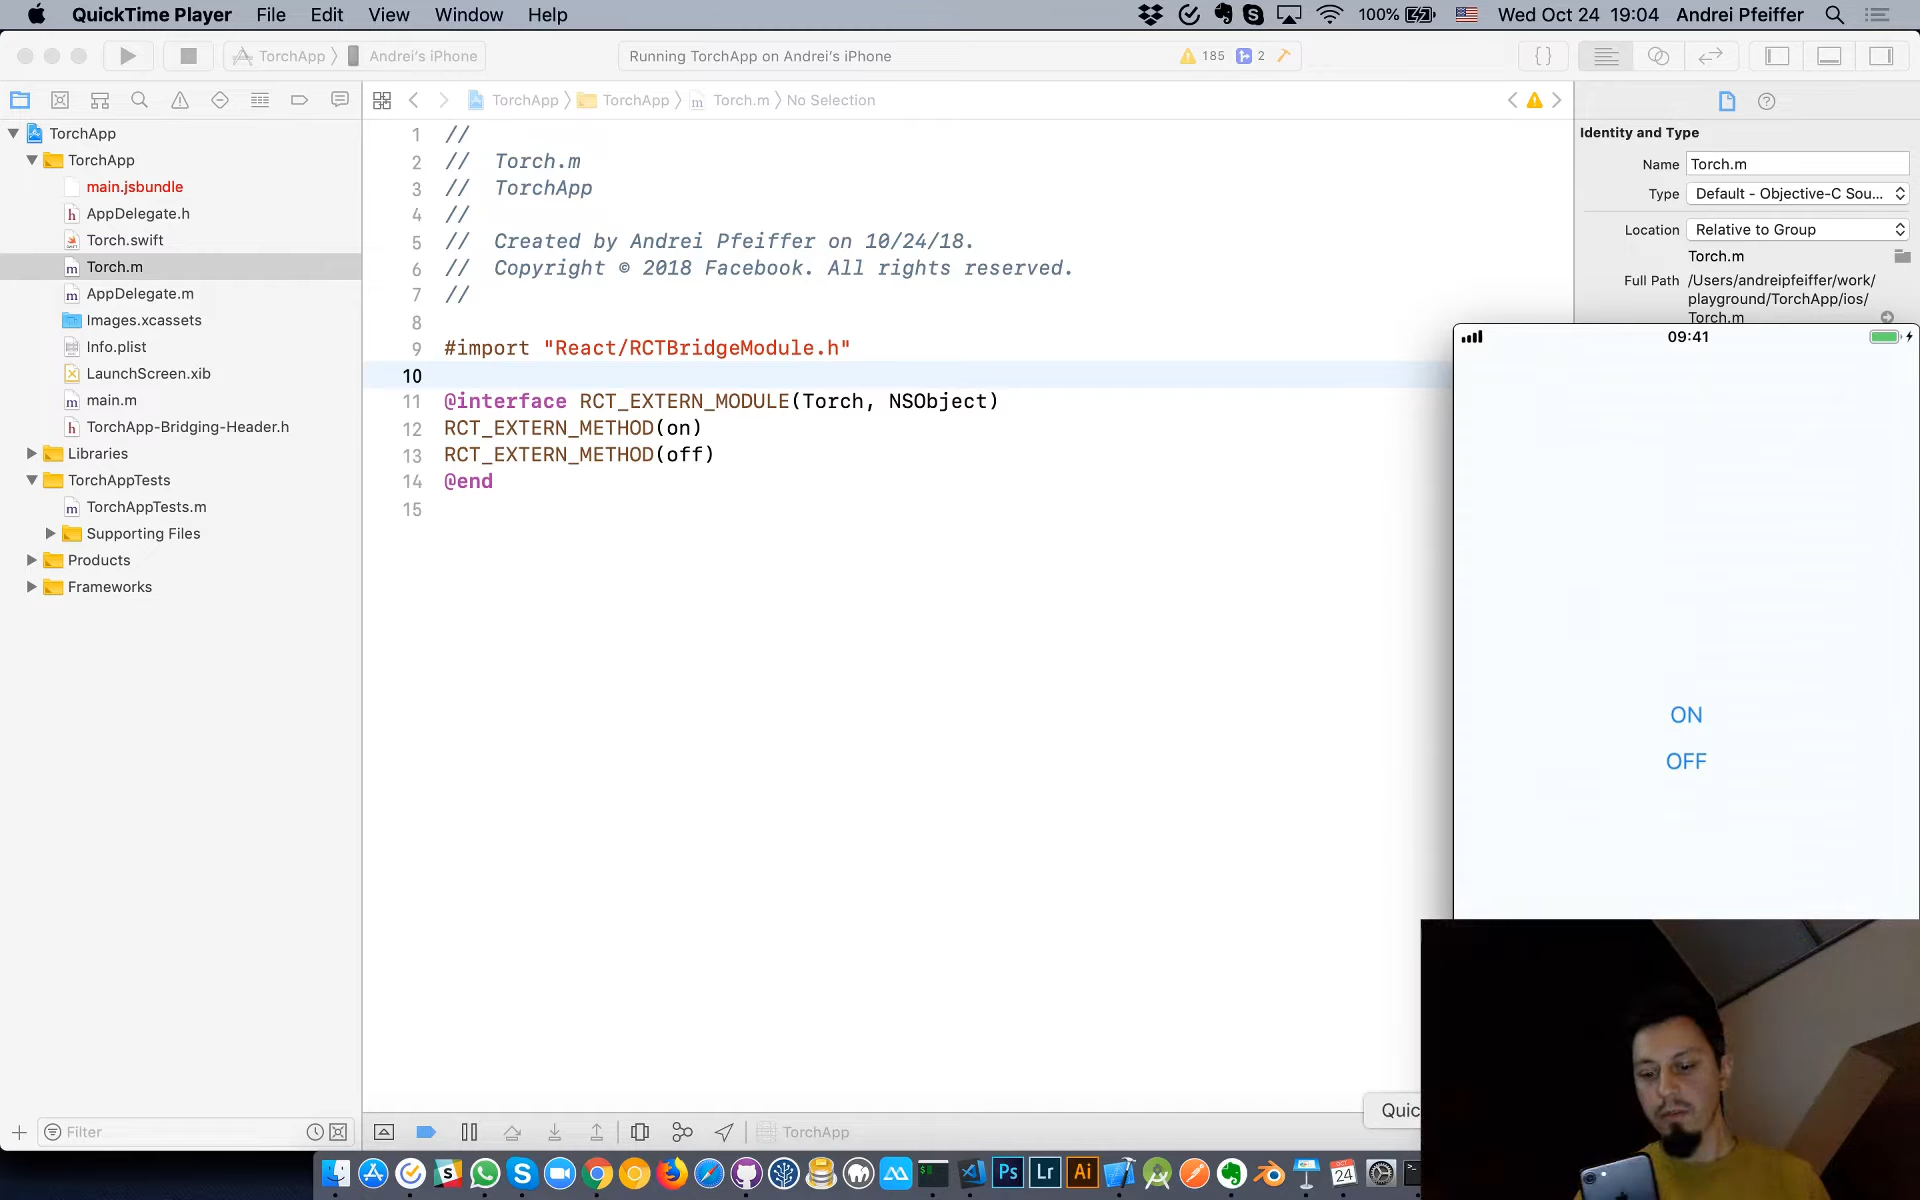 QuickTime Player File Edit View Window Help 100% Wed Oct 24 19:04 Andrei Pfeiffer
TorchApp Andrei's iPhone Running TorchApp on Andrei's iPhone 185 2
TorchApp TorchApp Torch.m No Selection
TorchApp
TorchApp
main.jsbundle
AppDelegate.h
Torch.swift
Torch.m
AppDelegate.m
Images.xcassets
Info.plist
LaunchScreen.xib
main.m
TorchApp-Bridging-Header.h
Libraries
TorchAppTests
TorchAppTests.m
Supporting Files
Products
Frameworks
Filter
1 //
2 // Torch.m
3 // TorchApp
4 //
5 // Created by Andrei Pfeiffer on 10/24/18.
6 // Copyright © 2018 Facebook. All rights reserved.
7 //
8
9 #import "React/RCTBridgeModule.h"
10
11 @interface RCT_EXTERN_MODULE(Torch, NSObject)
12 RCT_EXTERN_METHOD(on)
13 RCT_EXTERN_METHOD(off)
14 @end
15
TorchApp
Identity and Type
Name Torch.m
Type Default - Objective-C Sou...
Location Relative to Group
Torch.m
Full Path /Users/andreipfeiffer/work/
playground/TorchApp/ios/
Torch.m
09:41
ON
OFF
Quic
Ps Lr Ai 24